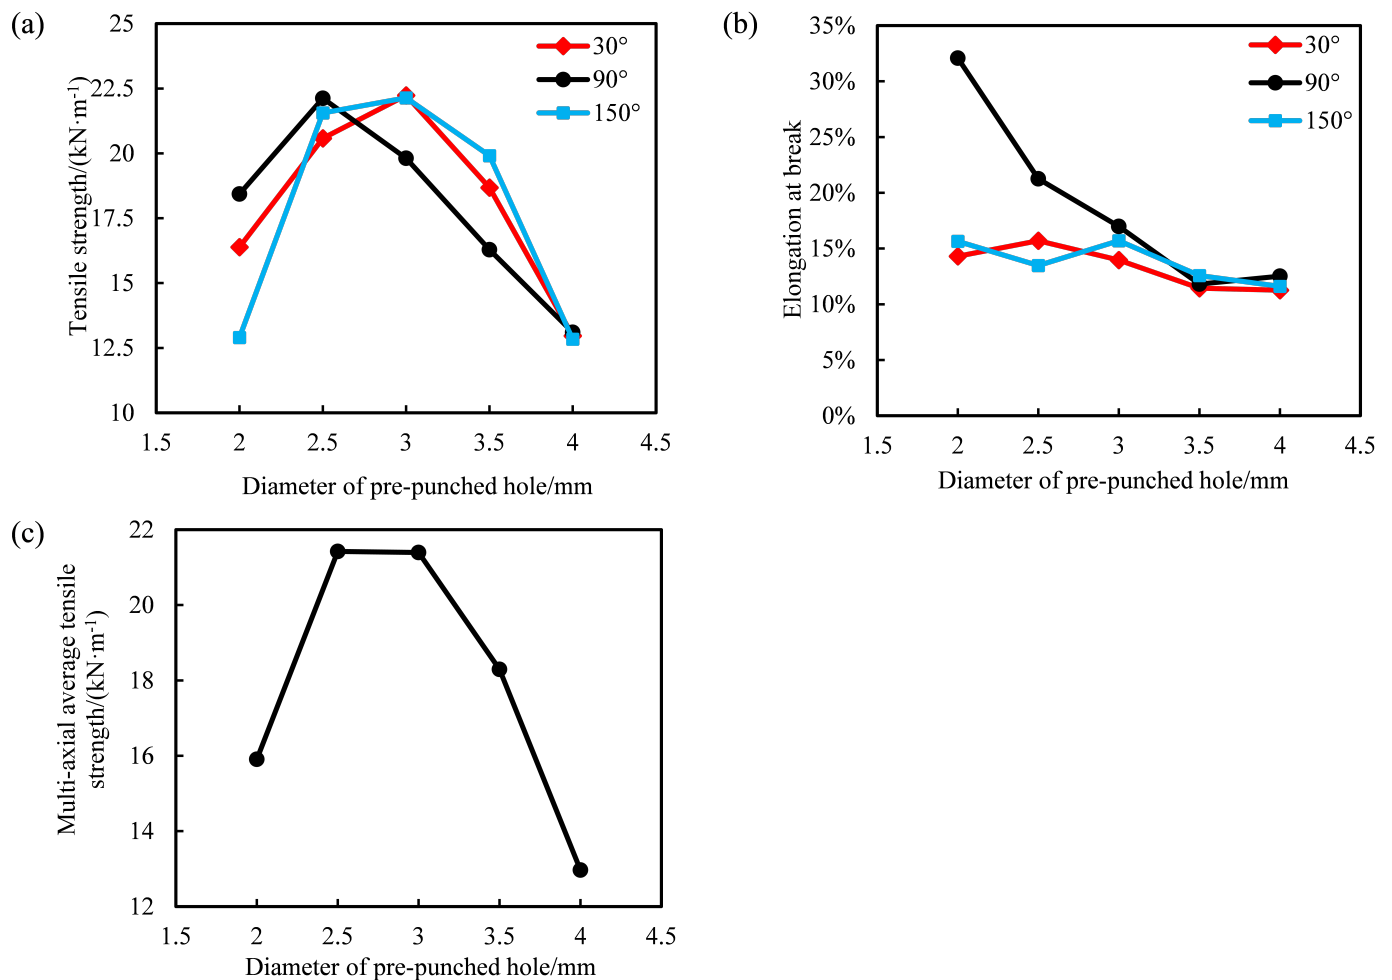 (a)
Tensile strength/(kN·m⁻¹)
25
22.5
20
17.5
15
12.5
10
30°
90°
150°
1.5 2 2.5 3 3.5 4 4.5
Diameter of pre-punched hole/mm
(b)
Elongation at break
35%
30%
25%
20%
15%
10%
5%
0%
30°
90°
150°
1.5 2 2.5 3 3.5 4 4.5
Diameter of pre-punched hole/mm
(c)
Multi-axial average tensile
strength/(kN·m⁻¹)
22
20
18
16
14
12
1.5 2 2.5 3 3.5 4 4.5
Diameter of pre-punched hole/mm